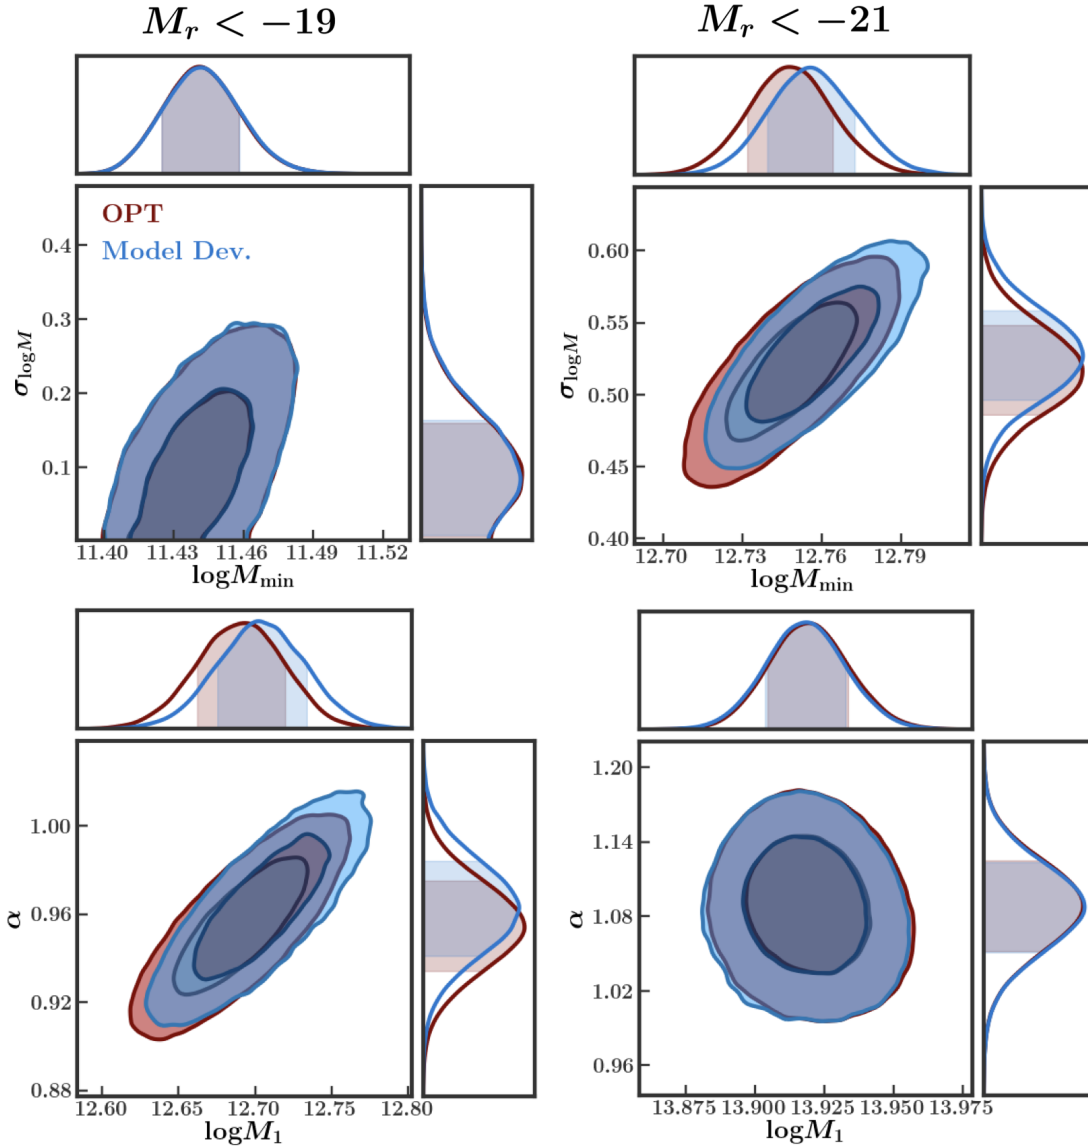 M_r < −19
M_r < −21
OPT
Model Dev.
σ_logM
0.4
0.3
0.2
0.1
11.40 11.43 11.46 11.49 11.52
logM_min
σ_logM
0.60
0.55
0.50
0.45
0.40
12.70 12.73 12.76 12.79
logM_min
α
1.00
0.96
0.92
0.88
12.60 12.65 12.70 12.75 12.80
logM_1
α
1.20
1.14
1.08
1.02
0.96
13.875 13.900 13.925 13.950 13.975
logM_1